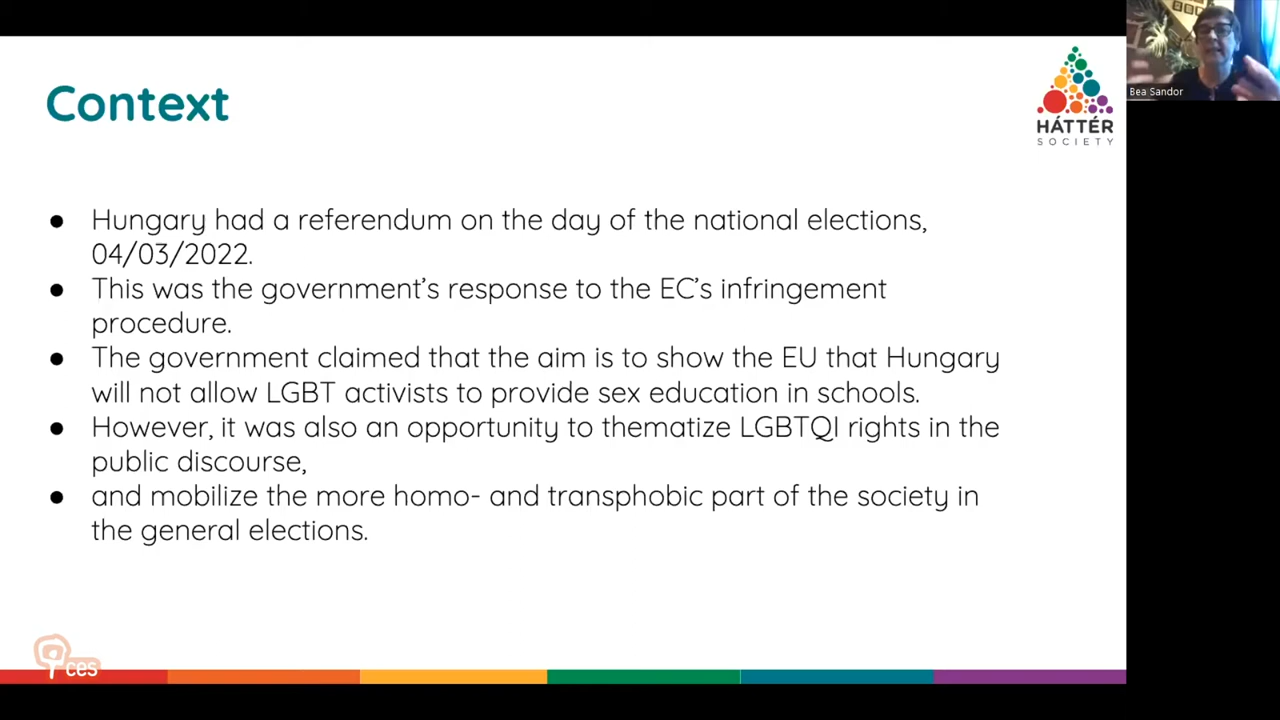 Context
HÁTTÉR
SOCIETY
Bea Sandor
● Hungary had a referendum on the day of the national elections,
04/03/2022.
● This was the government’s response to the EC’s infringement
procedure.
● The government claimed that the aim is to show the EU that Hungary
will not allow LGBT activists to provide sex education in schools.
● However, it was also an opportunity to thematize LGBTQI rights in the
public discourse,
● and mobilize the more homo- and transphobic part of the society in
the general elections.
ces